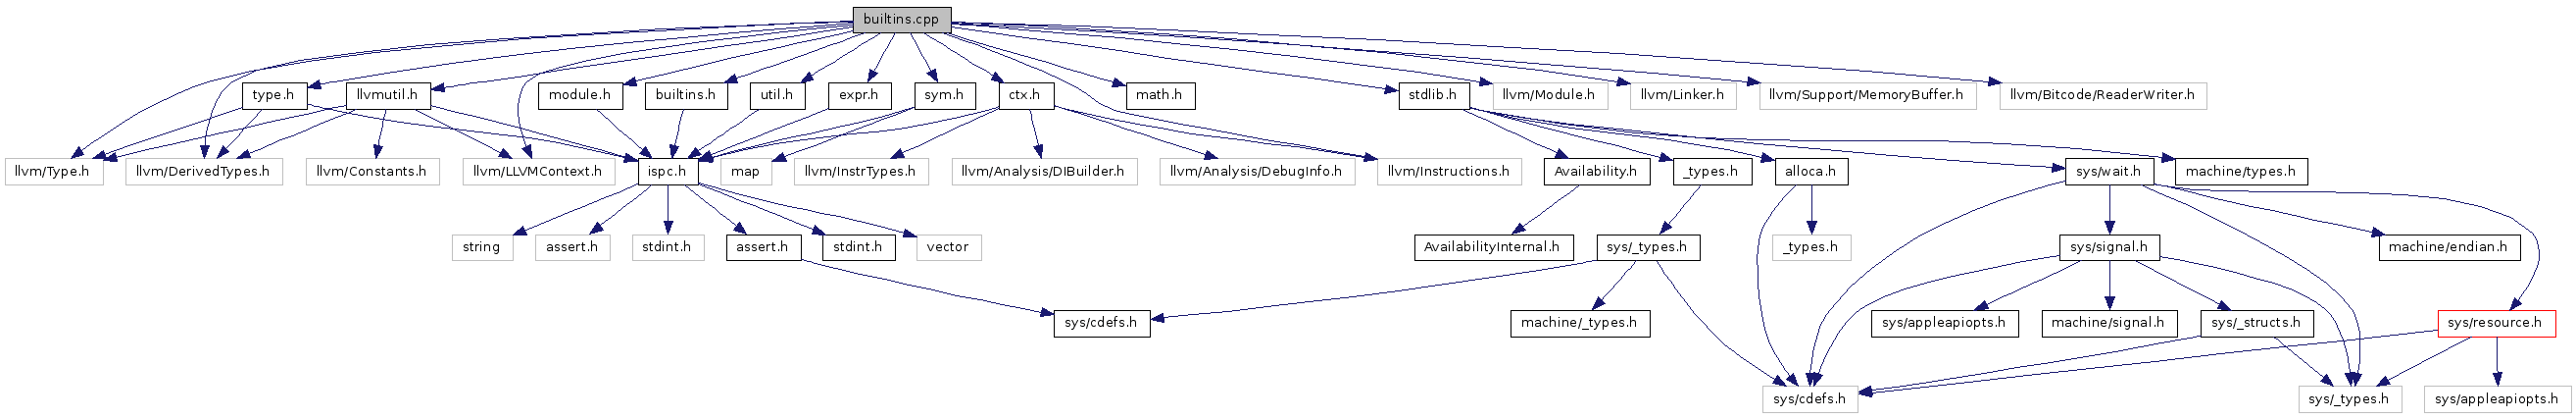 builtins.cpp
type.h
llvmutil.h
module.h
builtins.h
util.h
expr.h
sym.h
ctx.h
math.h
stdlib.h
llvm/Module.h
llvm/Linker.h
llvm/Support/MemoryBuffer.h
llvm/Bitcode/ReaderWriter.h
llvm/Type.h
llvm/DerivedTypes.h
llvm/Constants.h
llvm/LLVMContext.h
ispc.h
map
llvm/InstrTypes.h
llvm/Analysis/DIBuilder.h
llvm/Analysis/DebugInfo.h
llvm/Instructions.h
Availability.h
_types.h
alloca.h
sys/wait.h
machine/types.h
string
assert.h
stdint.h
assert.h
stdint.h
vector
AvailabilityInternal.h
sys/_types.h
_types.h
sys/signal.h
machine/endian.h
sys/cdefs.h
machine/_types.h
sys/appleapiopts.h
machine/signal.h
sys/_structs.h
sys/resource.h
sys/cdefs.h
sys/_types.h
sys/appleapiopts.h